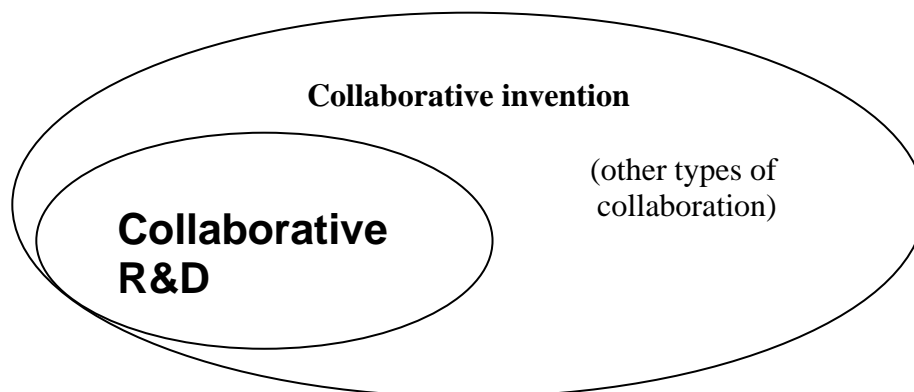 Collaborative invention
(other types of
collaboration)
Collaborative
R&D